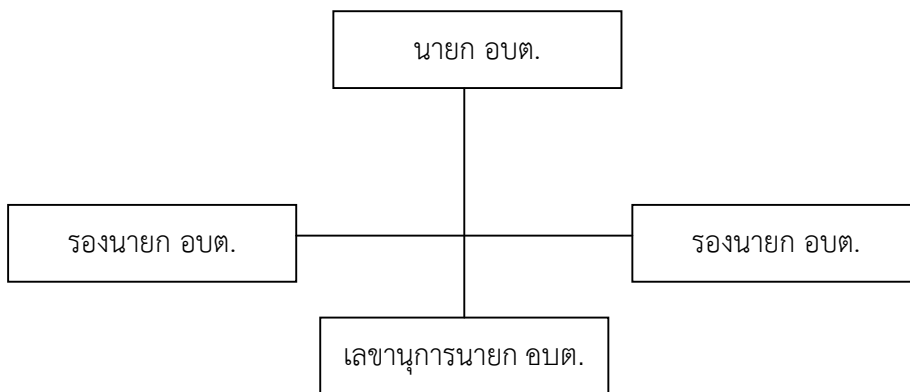 นายก อบต.
รองนายก อบต.
รองนายก อบต.
เลขานุการนายก อบต.